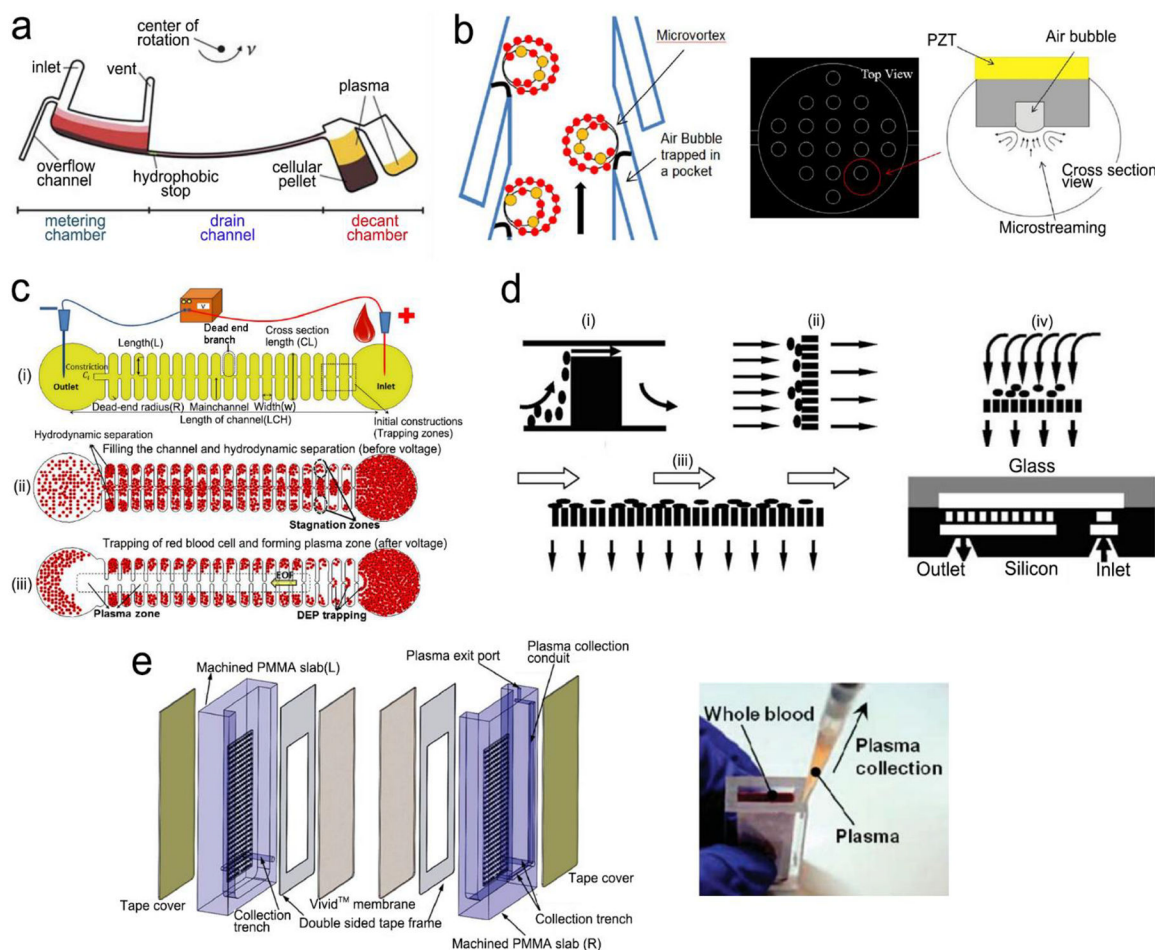 a
center of
rotation
ν
inlet
vent
plasma
overflow
channel
hydrophobic
stop
cellular
pellet
metering
chamber
drain
channel
decant
chamber
b
Microvortex
Air Bubble
trapped in
a pocket
Top View
PZT
Air bubble
Cross section
view
Microstreaming
c
V
Length(L)
Dead end
branch
Cross section
length (CL)
(i)
Constriction
Outlet
Inlet
Dead-end radius(R)
Mainchannel
Width(w)
Length of channel(LCH)
Initial constructions
(Trapping zones)
Hydrodynamic separation
Filling the channel and hydrodynamic separation (before voltage)
(ii)
Stagnation zones
Trapping of red blood cell and forming plasma zone (after voltage)
(iii)
EOF
Plasma zone
DEP trapping
d
(i)
(ii)
(iv)
(iii)
Glass
Outlet
Silicon
Inlet
e
Machined PMMA slab(L)
Plasma exit port
Plasma collection
conduit
Tape cover
Collection
trench
Vivid™ membrane
Double sided tape frame
Collection trench
Tape cover
Machined PMMA slab (R)
Whole blood
Plasma
collection
Plasma